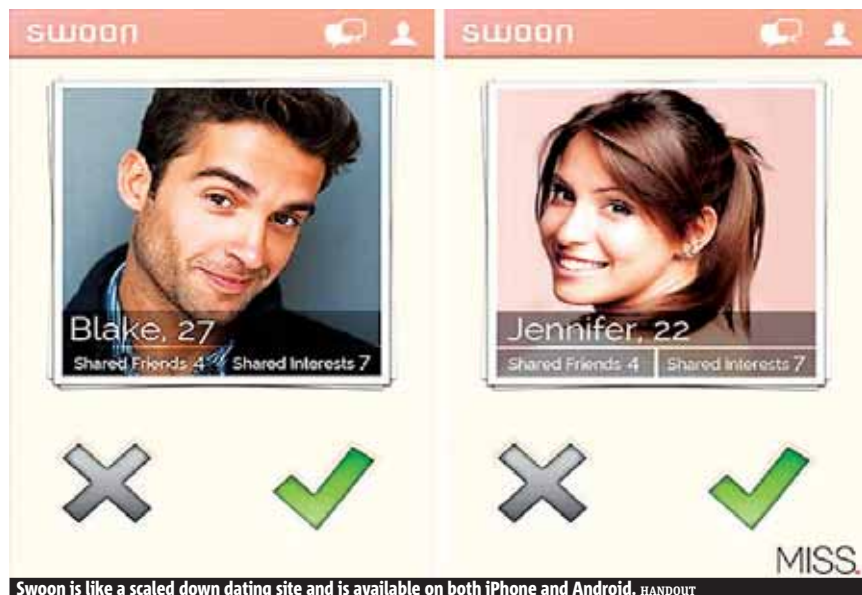 swoon
Blake, 27
Shared Friends 4 Shared Interests 7
swoon
Jennifer, 22
Shared Friends 4 Shared Interests 7
MISS.
Swoon is like a scaled down dating site and is available on both iPhone and Android. HANDOUT